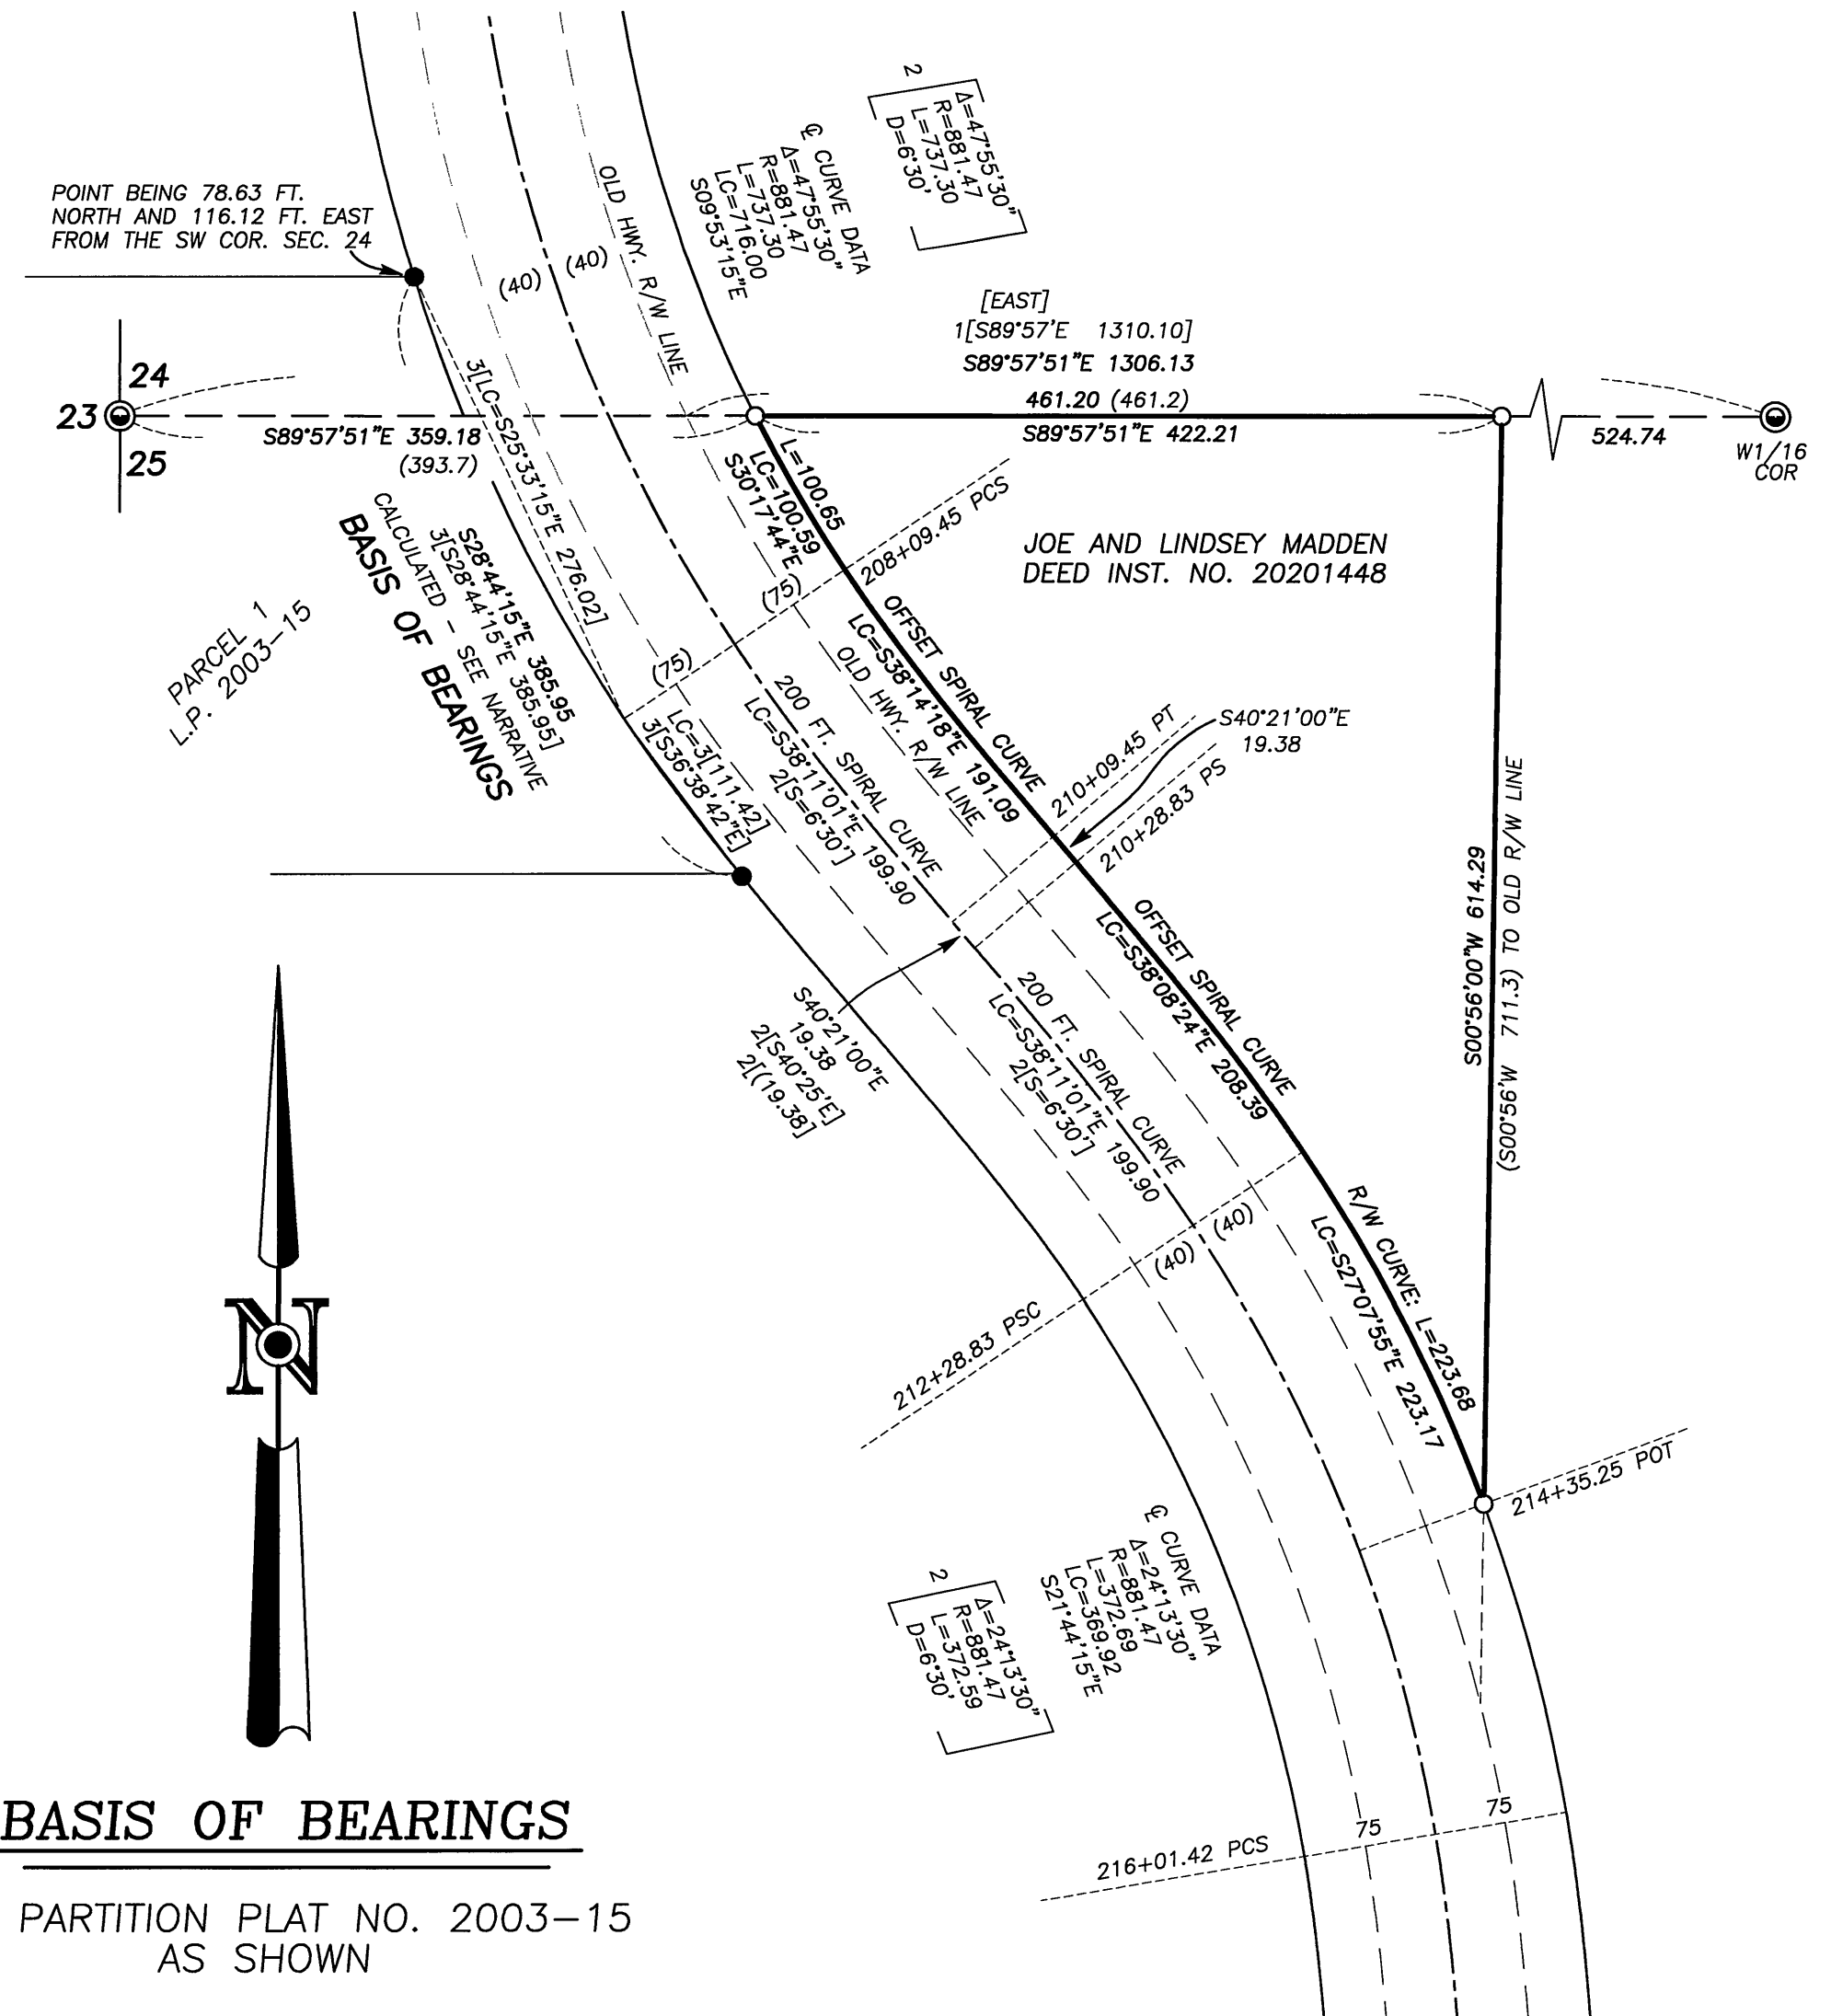 2
Δ=47°55'30"
R=881.47
L=737.30
D=6°30'
℄ CURVE DATA
Δ=47°55'30"
R=881.47
L=737.30
LC=716.00
S09°53'15"E
POINT BEING 78.63 FT.
NORTH AND 116.12 FT. EAST
FROM THE SW COR. SEC. 24
OLD HWY. R/W LINE
(40)
(40)
[EAST]
1[S89°57'E 1310.10]
S89°57'51"E 1306.13
461.20 (461.2)
S89°57'51"E 422.21
524.74
W1/16
COR
24
23
25
S89°57'51"E 359.18
(393.7)
3[LC=S25°33'15"E 276.02]
L=100.65
LC=100.59
S30°17'44"E
208+09.45 PCS
(75)
(75)
JOE AND LINDSEY MADDEN
DEED INST. NO. 20201448
S28°44'15"E 385.95
3[S28°44'15"E 385.95]
CALCULATED - SEE NARRATIVE
BASIS OF BEARINGS
PARCEL 1
L.P. 2003-15
OFFSET SPIRAL CURVE
LC=S38°14'18"E 191.09
OLD HWY. R/W LINE
200 FT. SPIRAL CURVE
LC=S38°11'01"E 199.90
2[S=6°30']
LC=3[111.42]
3[S36°38'42"E]
210+09.45 PT
S40°21'00"E
19.38
210+28.83 PS
S00°56'00"W 614.29
(S00°56'W 711.3) TO OLD R/W LINE
OFFSET SPIRAL CURVE
LC=S38°08'24"E 208.39
200 FT. SPIRAL CURVE
LC=S38°11'01"E 199.90
2[S=6°30']
S40°21'00"E
19.38
2[S40°25'E]
2[(19.38]
(40)
(40)
212+28.83 PSC
R/W CURVE: L=223.68
LC=S27°07'55"E 223.17
214+35.25 POT
N
℄ CURVE DATA
Δ=24°13'30"
R=881.47
L=372.69
LC=369.92
S21°44'15"E
2
Δ=24°13'30"
R=881.47
L=372.59
D=6°30'
75
75
216+01.42 PCS
BASIS OF BEARINGS
PARTITION PLAT NO. 2003-15
AS SHOWN